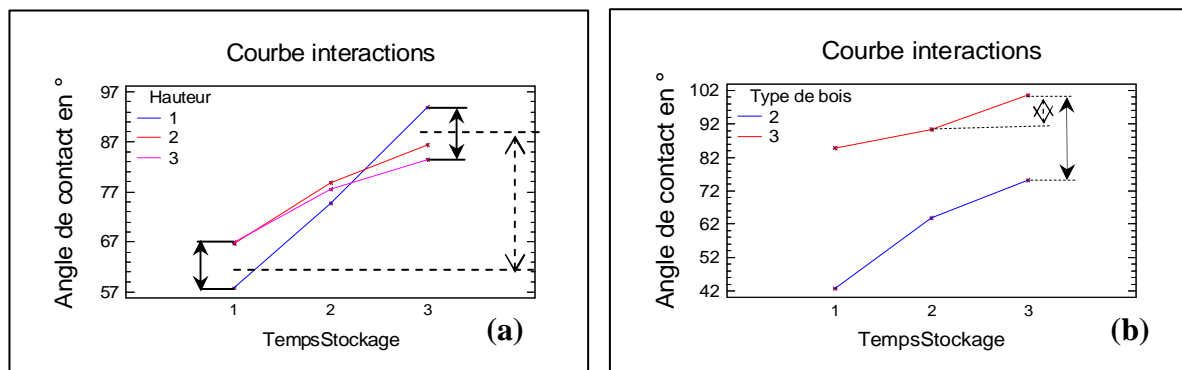 Courbe interactions
Angle de contact en °
97
87
77
67
57
Hauteur
1
2
3
1 2 3
TempsStockage
(a)
Courbe interactions
Angle de contact en °
102
92
82
72
62
52
42
Type de bois
2
3
1 2 3
TempsStockage
(b)